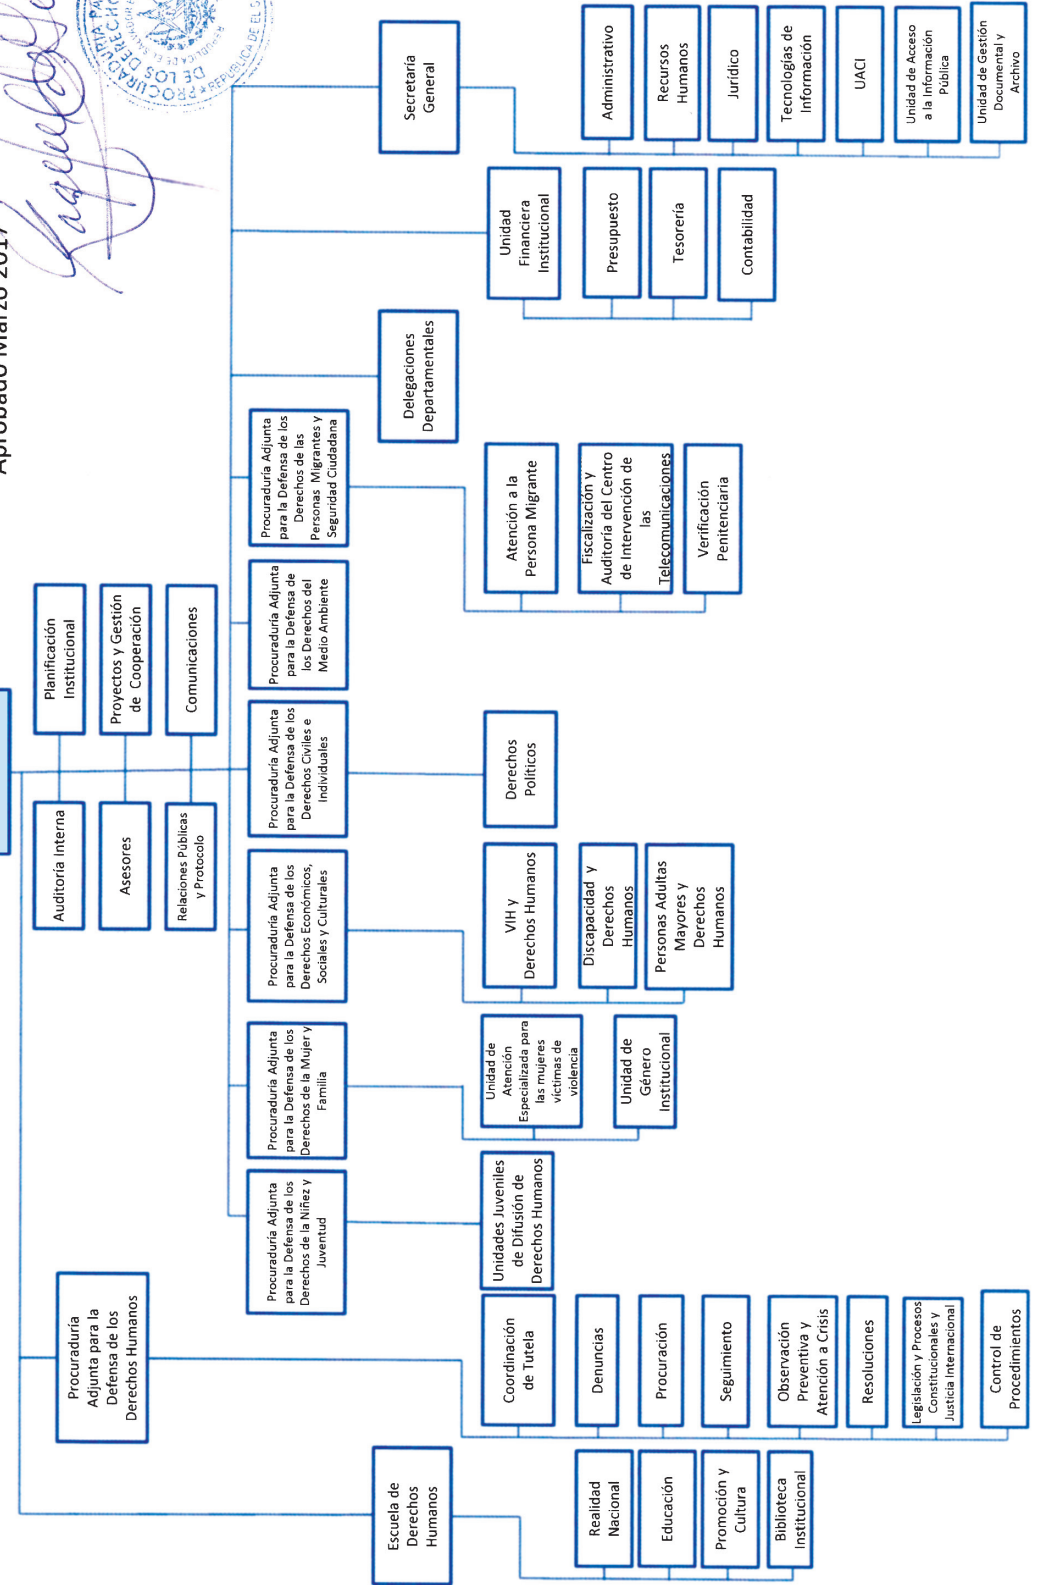 Aprobado Marzo 2017
PROCURADURIA PA
DE LOS DERECHO
REPUBLICA DE EL S
Planificación
Institucional
Proyectos y Gestión
de Cooperación
Comunicaciones
Auditoría Interna
Asesores
Relaciones Públicas
y Protocolo
Procuraduría
Adjunta para la
Defensa de los
Derechos Humanos
Escuela de
Derechos
Humanos
Procuraduría Adjunta
para la Defensa de los
Derechos de la Niñez y
Juventud
Procuraduría Adjunta
para la Defensa de los
Derechos de la Mujer y
Familia
Procuraduría Adjunta
para la Defensa de los
Derechos Económicos,
Sociales y Culturales
Procuraduría Adjunta
para la Defensa de los
Derechos Civiles e
Individuales
Procuraduría Adjunta
para la Defensa de
los Derechos del
Medio Ambiente
Procuraduría Adjunta
para la Defensa de los
Derechos de las
Personas Migrantes y
Seguridad Ciudadana
Delegaciones
Departamentales
Secretaría
General
Unidad
Financiera
Institucional
Realidad
Nacional
Educación
Promoción y
Cultura
Biblioteca
Institucional
Coordinación
de Tutela
Denuncias
Procuración
Seguimiento
Observación
Preventiva y
Atención a Crisis
Resoluciones
Legislación y Procesos
Constitucionales y
Justicia Internacional
Control de
Procedimientos
Unidades Juveniles
de Difusión de
Derechos Humanos
Unidad de
Atención
Especializada para
las mujeres
víctimas de
violencia
Unidad de
Género
Institucional
VIH y
Derechos Humanos
Discapacidad y
Derechos
Humanos
Personas Adultas
Mayores y
Derechos
Humanos
Derechos
Políticos
Atención a la
Persona Migrante
Fiscalización y
Auditoria del Centro
de Intervención de
las
Telecomunicaciones
Verificación
Penitenciaria
Presupuesto
Tesorería
Contabilidad
Administrativo
Recursos
Humanos
Jurídico
Tecnologías de
Información
UACI
Unidad de Acceso
a la Información
Pública
Unidad de Gestión
Documental y
Archivo